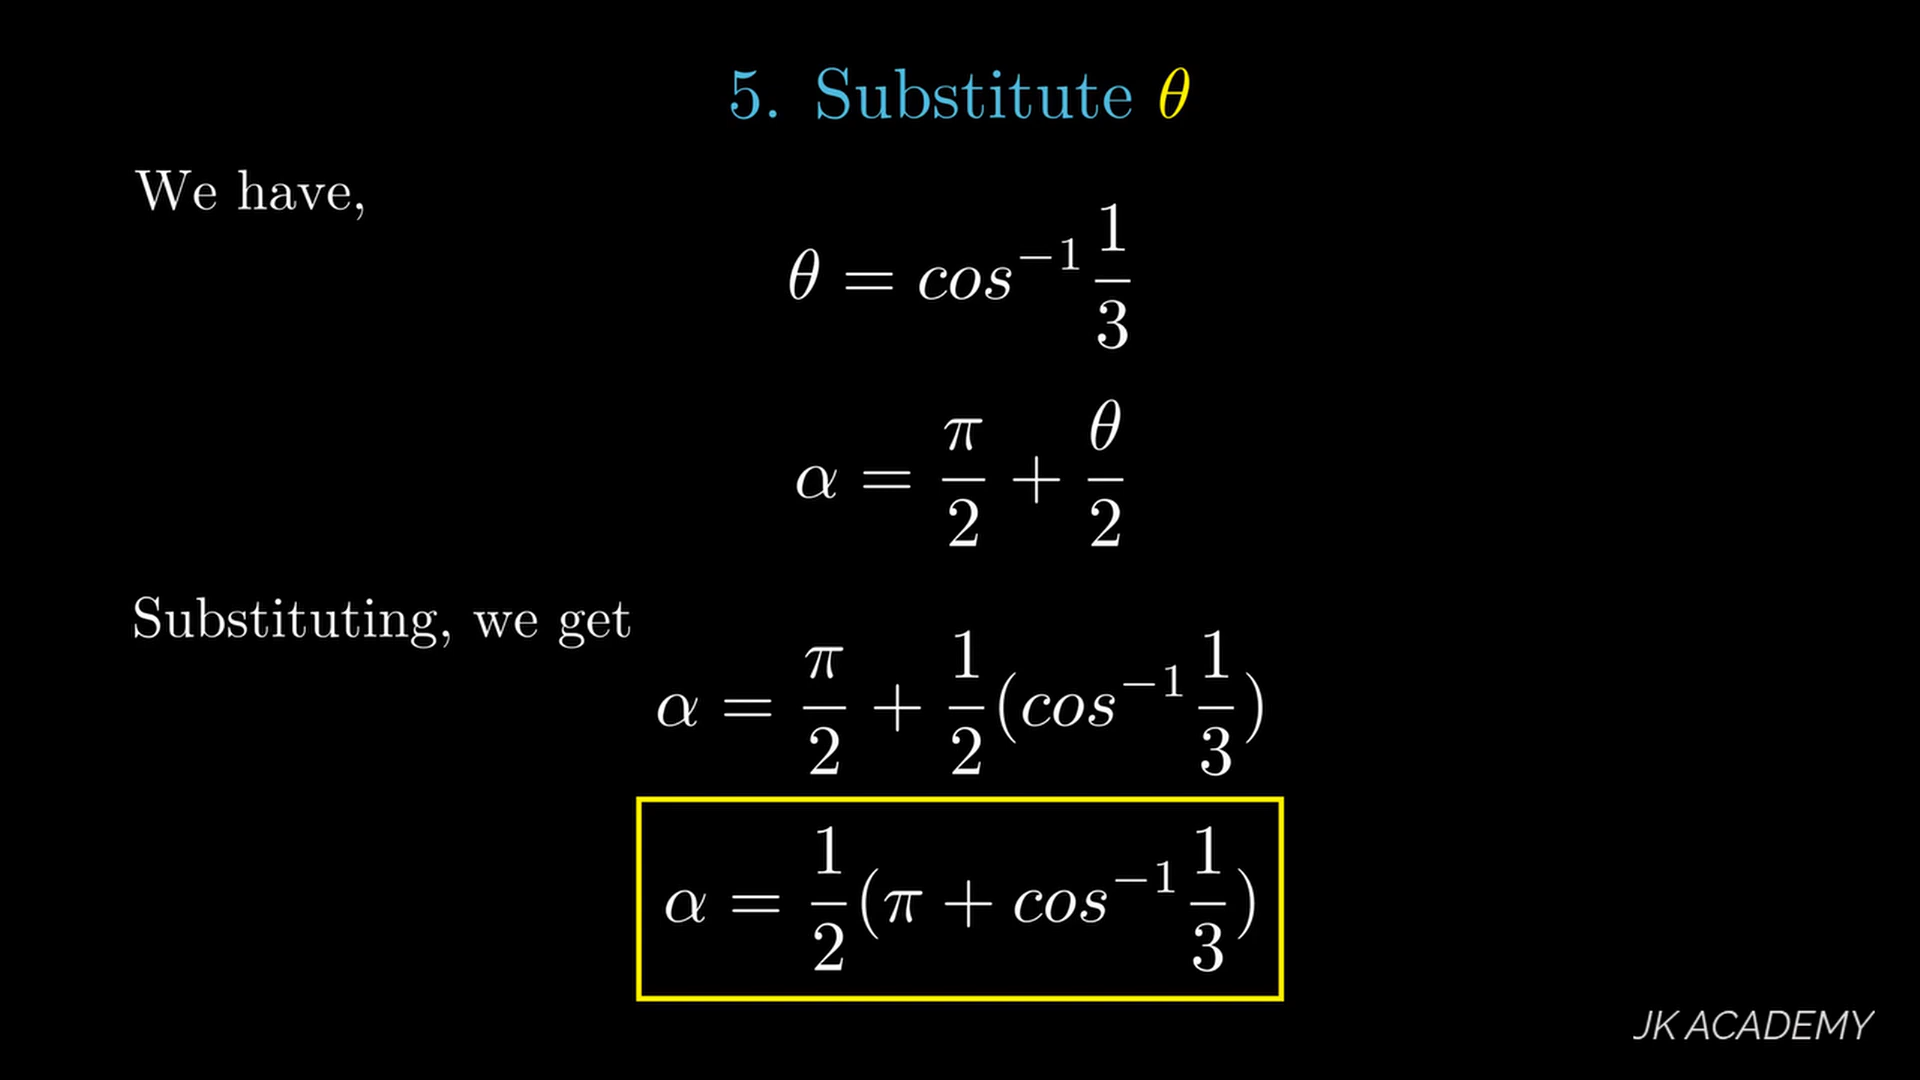 5. Substitute θ
We have,
θ = cos⁻¹ 1/3
α = π/2 + θ/2
Substituting, we get
α = π/2 + 1/2(cos⁻¹ 1/3)
α = 1/2(π + cos⁻¹ 1/3)
JK ACADEMY